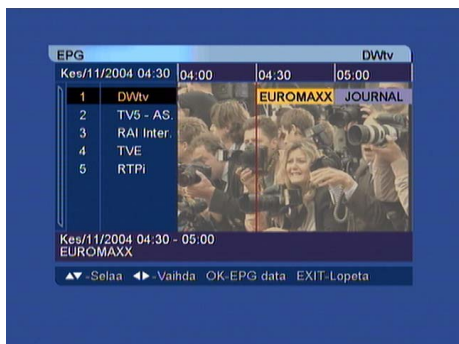 EPG DWtv
Kes/11/2004 04:30 04:00 04:30 05:00
1 DWtv EUROMAXX JOURNAL
2 TV5 - AS.
3 RAI Inter.
4 TVE
5 RTPi
Kes/11/2004 04:30 - 05:00
EUROMAXX
▲▼-Selaa ◄►-Vaihda OK-EPG data EXIT-Lopeta